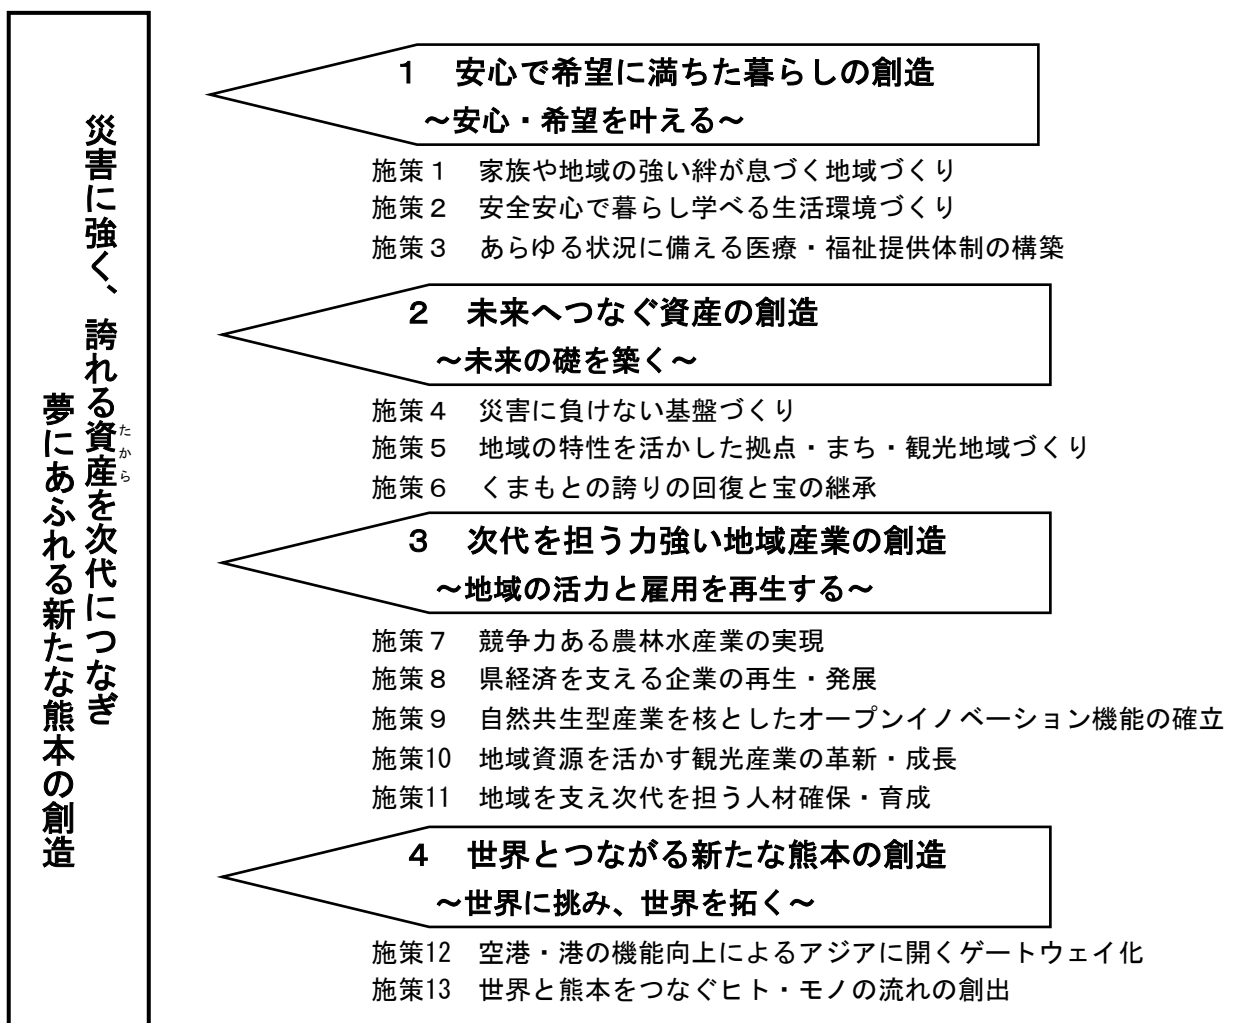 災害に強く、誇れる資産を次代につなぎ
たから
夢にあふれる新たな熊本の創造
１　安心で希望に満ちた暮らしの創造
～安心・希望を叶える～
施策１　家族や地域の強い絆が息づく地域づくり
施策２　安全安心で暮らし学べる生活環境づくり
施策３　あらゆる状況に備える医療・福祉提供体制の構築
２　未来へつなぐ資産の創造
～未来の礎を築く～
施策４　災害に負けない基盤づくり
施策５　地域の特性を活かした拠点・まち・観光地域づくり
施策６　くまもとの誇りの回復と宝の継承
３　次代を担う力強い地域産業の創造
～地域の活力と雇用を再生する～
施策７　競争力ある農林水産業の実現
施策８　県経済を支える企業の再生・発展
施策９　自然共生型産業を核としたオープンイノベーション機能の確立
施策10　地域資源を活かす観光産業の革新・成長
施策11　地域を支え次代を担う人材確保・育成
４　世界とつながる新たな熊本の創造
～世界に挑み、世界を拓く～
施策12　空港・港の機能向上によるアジアに開くゲートウェイ化
施策13　世界と熊本をつなぐヒト・モノの流れの創出